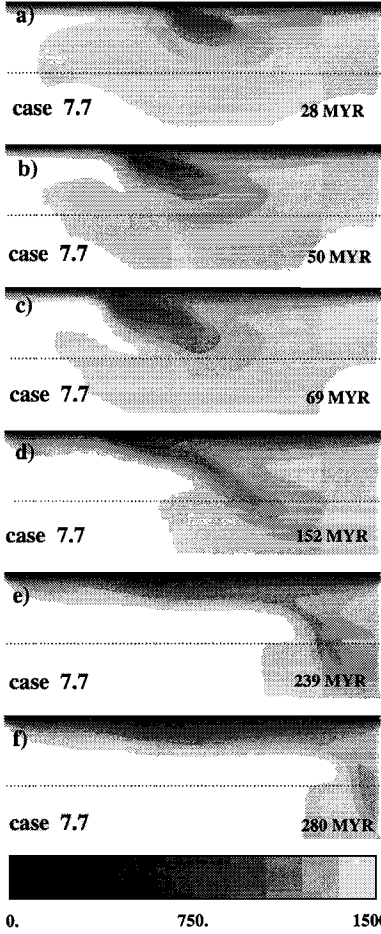 a)
case 7.7
28 MYR
b)
case 7.7
50 MYR
c)
case 7.7
69 MYR
d)
case 7.7
152 MYR
e)
case 7.7
239 MYR
f)
case 7.7
280 MYR
0. 750. 1500